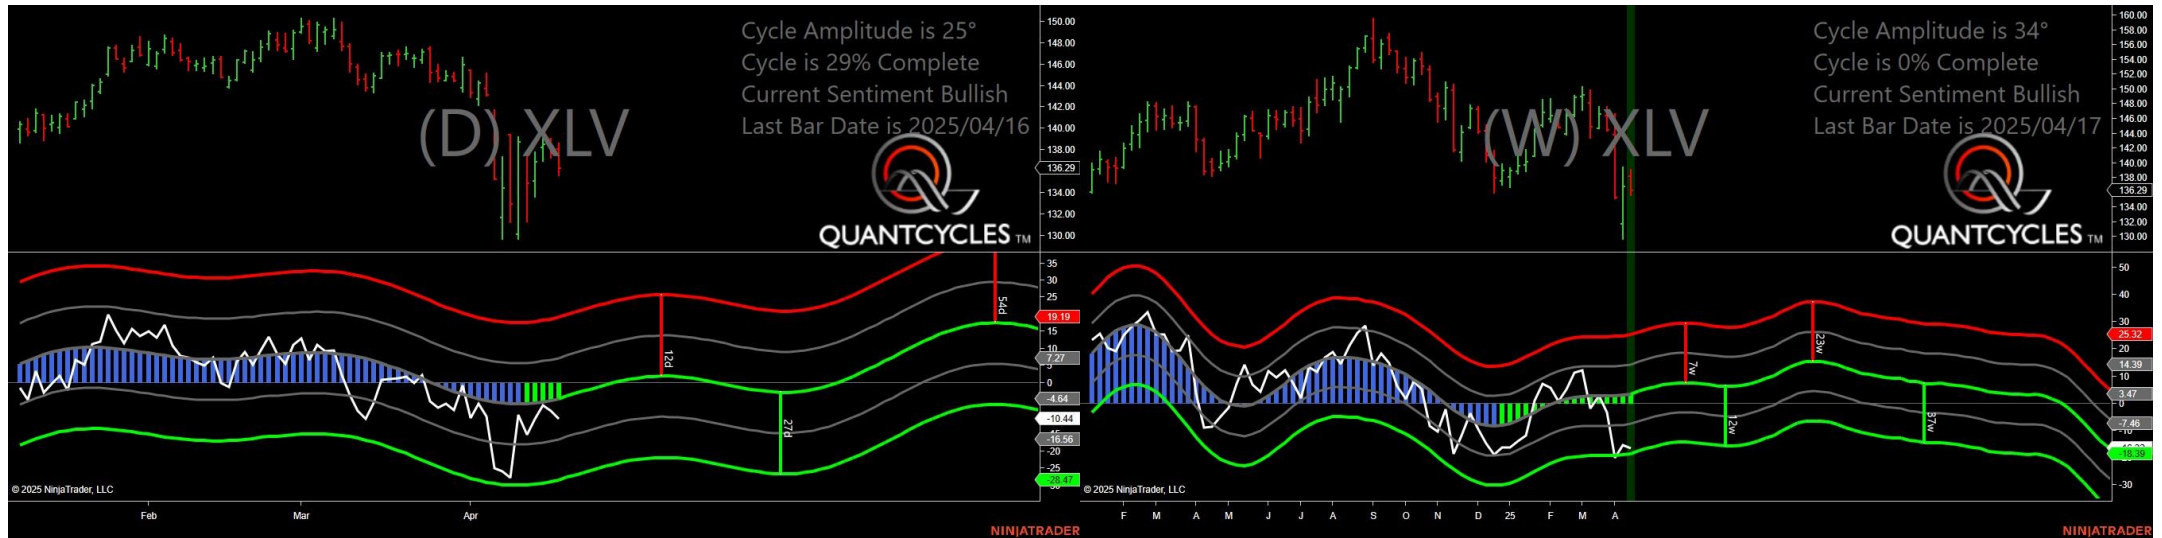 Cycle Amplitude is 25°
Cycle is 29% Complete
Current Sentiment Bullish
Last Bar Date is 2025/04/16
(D) XLV
QUANTCYCLES TM
150.00
148.00
146.00
144.00
142.00
140.00
138.00
136.29
134.00
132.00
130.00
35
30
25
19.19
15
10
7.27
0
-4.64
-10.44
-16.56
-20
-25
-28.47
12d
27d
54d
© 2025 NinjaTrader, LLC
Feb Mar Apr
NINJATRADER
Cycle Amplitude is 34°
Cycle is 0% Complete
Current Sentiment Bullish
Last Bar Date is 2025/04/17
(W) XLV
QUANTCYCLES TM
160.00
158.00
156.00
154.00
152.00
150.00
148.00
146.00
144.00
142.00
140.00
138.00
136.29
134.00
132.00
130.00
50
40
25.32
20
14.39
10
3.47
0
-7.46
-18.39
-30
7w
12w
23w
37w
© 2025 NinjaTrader, LLC
F M A M J J A S O N D 25 F M A
NINJATRADER